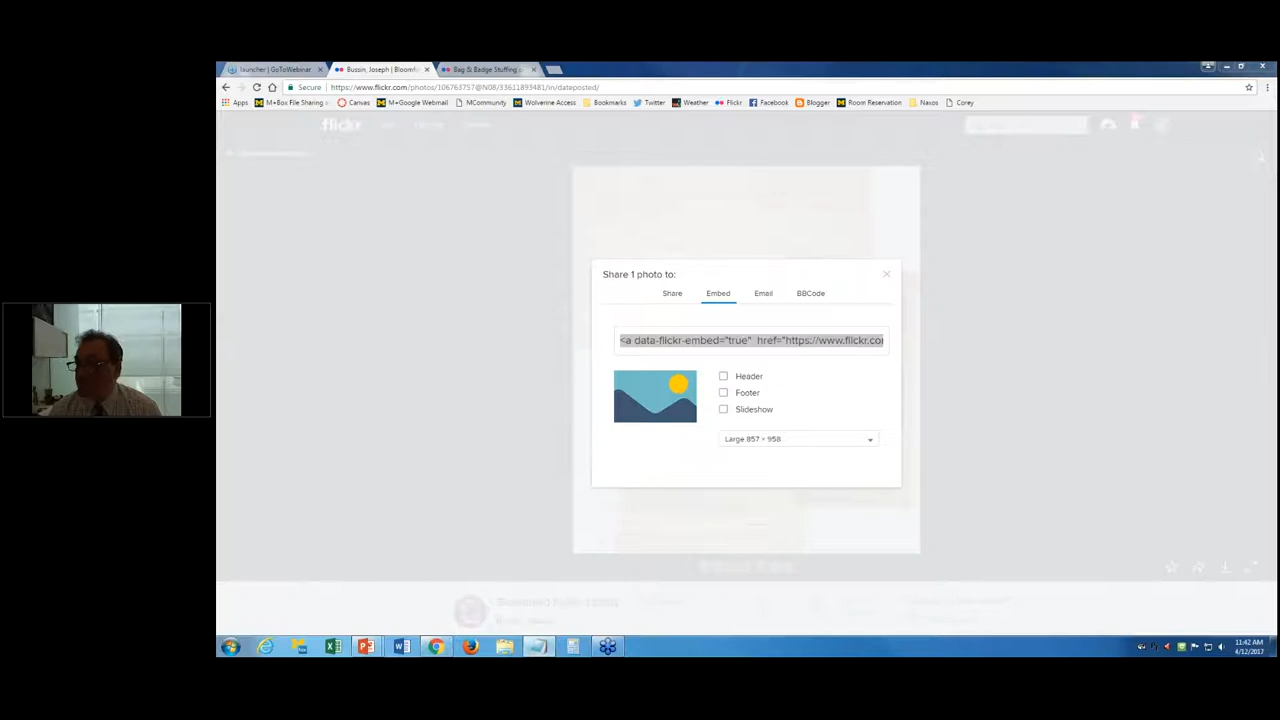 launcher | GoToWebinar
Bussin, Joseph | Bloomfi
Bag & Badge Stuffing
Secure
https://www.flickr.com/photos/106763757@N08/33611893481/in/dateposted/
Apps
M+Box File Sharing
Canvas
M+Google Webmail
MCommunity
Wolverine Access
Bookmarks
Twitter
Weather
Flickr
Facebook
Blogger
Room Reservation
Naxos
Corey
flickr
Share 1 photo to:
Share
Embed
Email
BBCode
<a data-flickr-embed="true" href="https://www.flickr.co
Header
Footer
Slideshow
Large 857 × 958
11:42 AM
4/12/2017